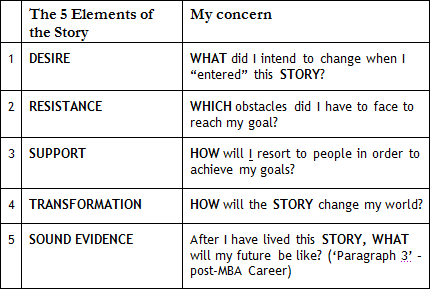 The 5 Elements of the Story
My concern
1 DESIRE WHAT did I intend to change when I
“entered” this STORY?
2 RESISTANCE WHICH obstacles did I have to face to
reach my goal?
3 SUPPORT HOW will I resort to people in order to
achieve my goals?
4 TRANSFORMATION HOW will the STORY change my world?
5 SOUND EVIDENCE After I have lived this STORY, WHAT
will my future be like? (‘Paragraph 3’ -
post-MBA Career)